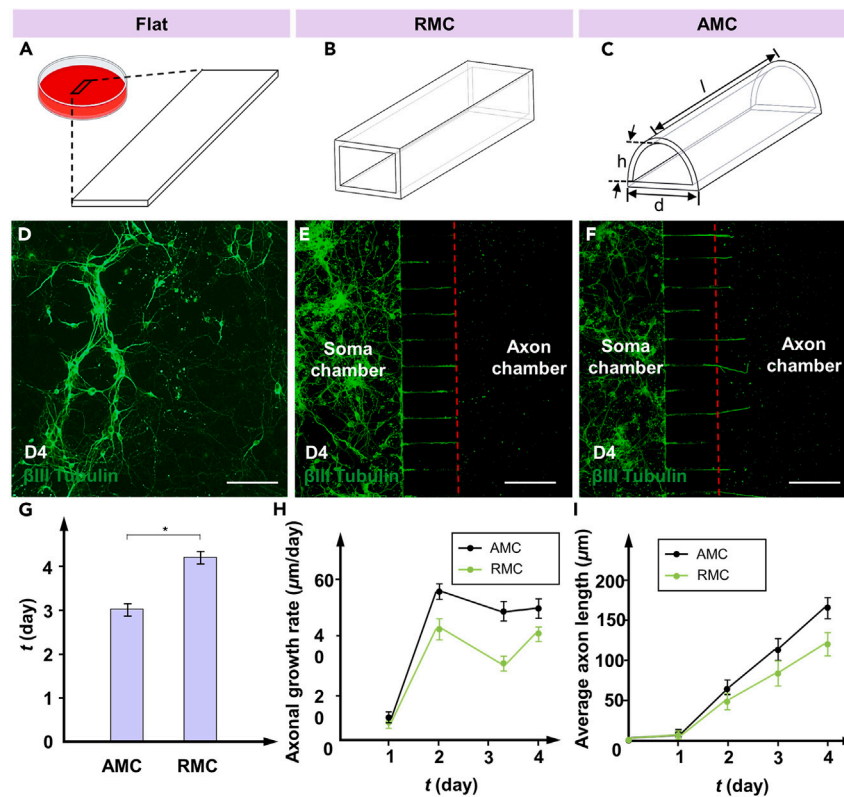 Flat
RMC
AMC
A
B
C
l
h
d
D
E
F
Soma
chamber
Axon
chamber
Soma
chamber
Axon
chamber
D4
βIII Tubulin
D4
βIII Tubulin
D4
βIII Tubulin
G
t (day)
4
3
2
1
0
*
AMC
RMC
H
Axonal growth rate (μm/day)
60
4
0
2
0
0
AMC
RMC
1
2
3
4
t (day)
I
Average axon length (μm)
200
150
100
50
0
AMC
RMC
1
2
3
4
t (day)